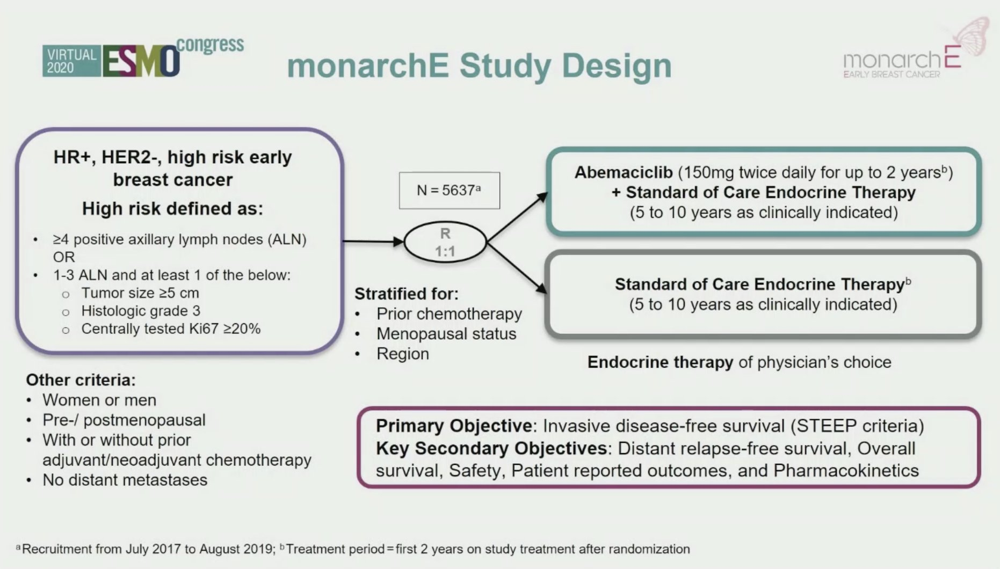 VIRTUAL
2020
ESMO
congress
monarchE Study Design
monarchE
EARLY BREAST CANCER
HR+, HER2-, high risk early
breast cancer
High risk defined as:
• ≥4 positive axillary lymph nodes (ALN)
OR
• 1-3 ALN and at least 1 of the below:
o Tumor size ≥5 cm
o Histologic grade 3
o Centrally tested Ki67 ≥20%
Other criteria:
• Women or men
• Pre-/ postmenopausal
• With or without prior
adjuvant/neoadjuvant chemotherapy
• No distant metastases
N = 5637ᵃ
R
1:1
Stratified for:
• Prior chemotherapy
• Menopausal status
• Region
Abemaciclib (150mg twice daily for up to 2 yearsᵇ)
+ Standard of Care Endocrine Therapy
(5 to 10 years as clinically indicated)
Standard of Care Endocrine Therapyᵇ
(5 to 10 years as clinically indicated)
Endocrine therapy of physician’s choice
Primary Objective: Invasive disease-free survival (STEEP criteria)
Key Secondary Objectives: Distant relapse-free survival, Overall
survival, Safety, Patient reported outcomes, and Pharmacokinetics
ᵃ Recruitment from July 2017 to August 2019; ᵇ Treatment period = first 2 years on study treatment after randomization